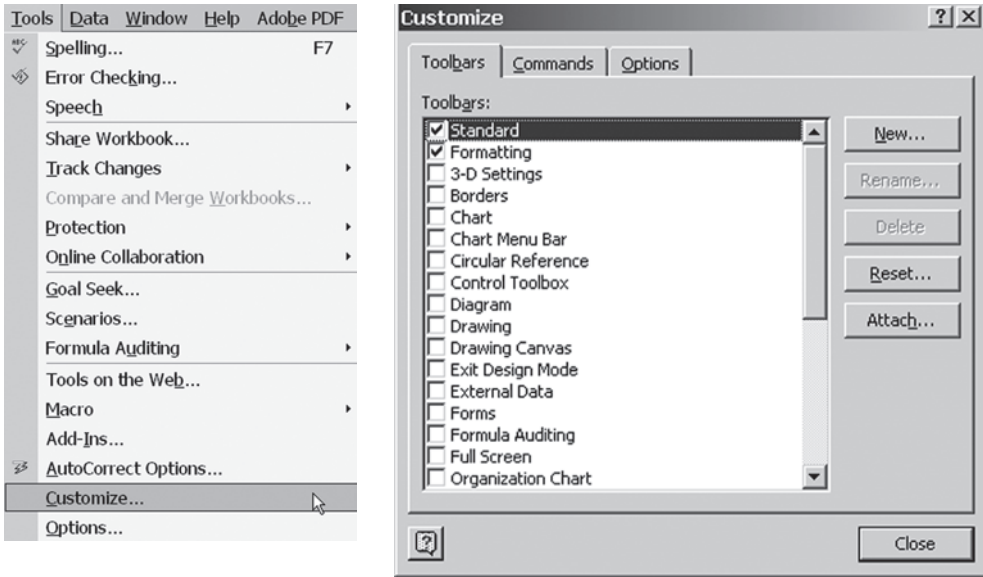 Tools Data Window Help Adobe PDF
Spelling... F7
Error Checking...
Speech
Share Workbook...
Track Changes
Compare and Merge Workbooks...
Protection
Online Collaboration
Goal Seek...
Scenarios...
Formula Auditing
Tools on the Web...
Macro
Add-Ins...
AutoCorrect Options...
Customize...
Options...
Customize
Toolbars Commands Options
Toolbars:
Standard
Formatting
3-D Settings
Borders
Chart
Chart Menu Bar
Circular Reference
Control Toolbox
Diagram
Drawing
Drawing Canvas
Exit Design Mode
External Data
Forms
Formula Auditing
Full Screen
Organization Chart
New...
Rename...
Delete
Reset...
Attach...
Close